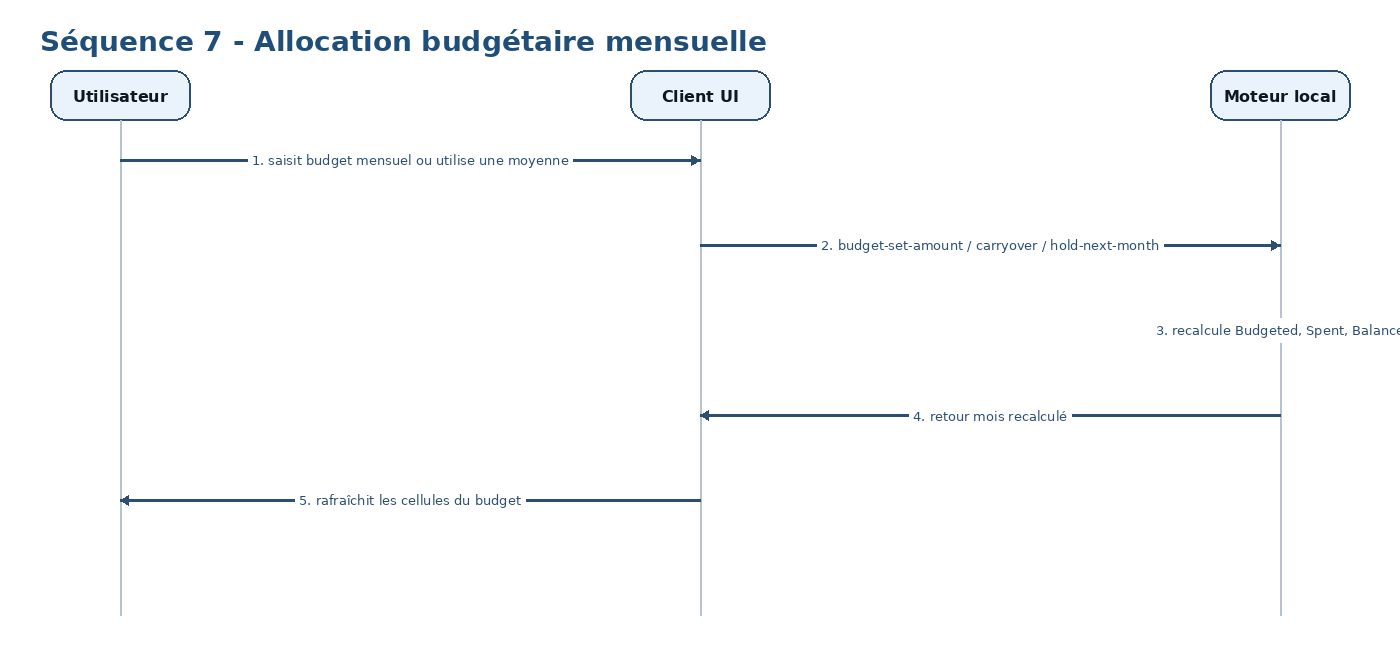 Séquence 7 - Allocation budgétaire mensuelle
Utilisateur
Client UI
Moteur local
1. saisit budget mensuel ou utilise une moyenne
2. budget-set-amount / carryover / hold-next-month
3. recalcule Budgeted, Spent, Balance
4. retour mois recalculé
5. rafraîchit les cellules du budget